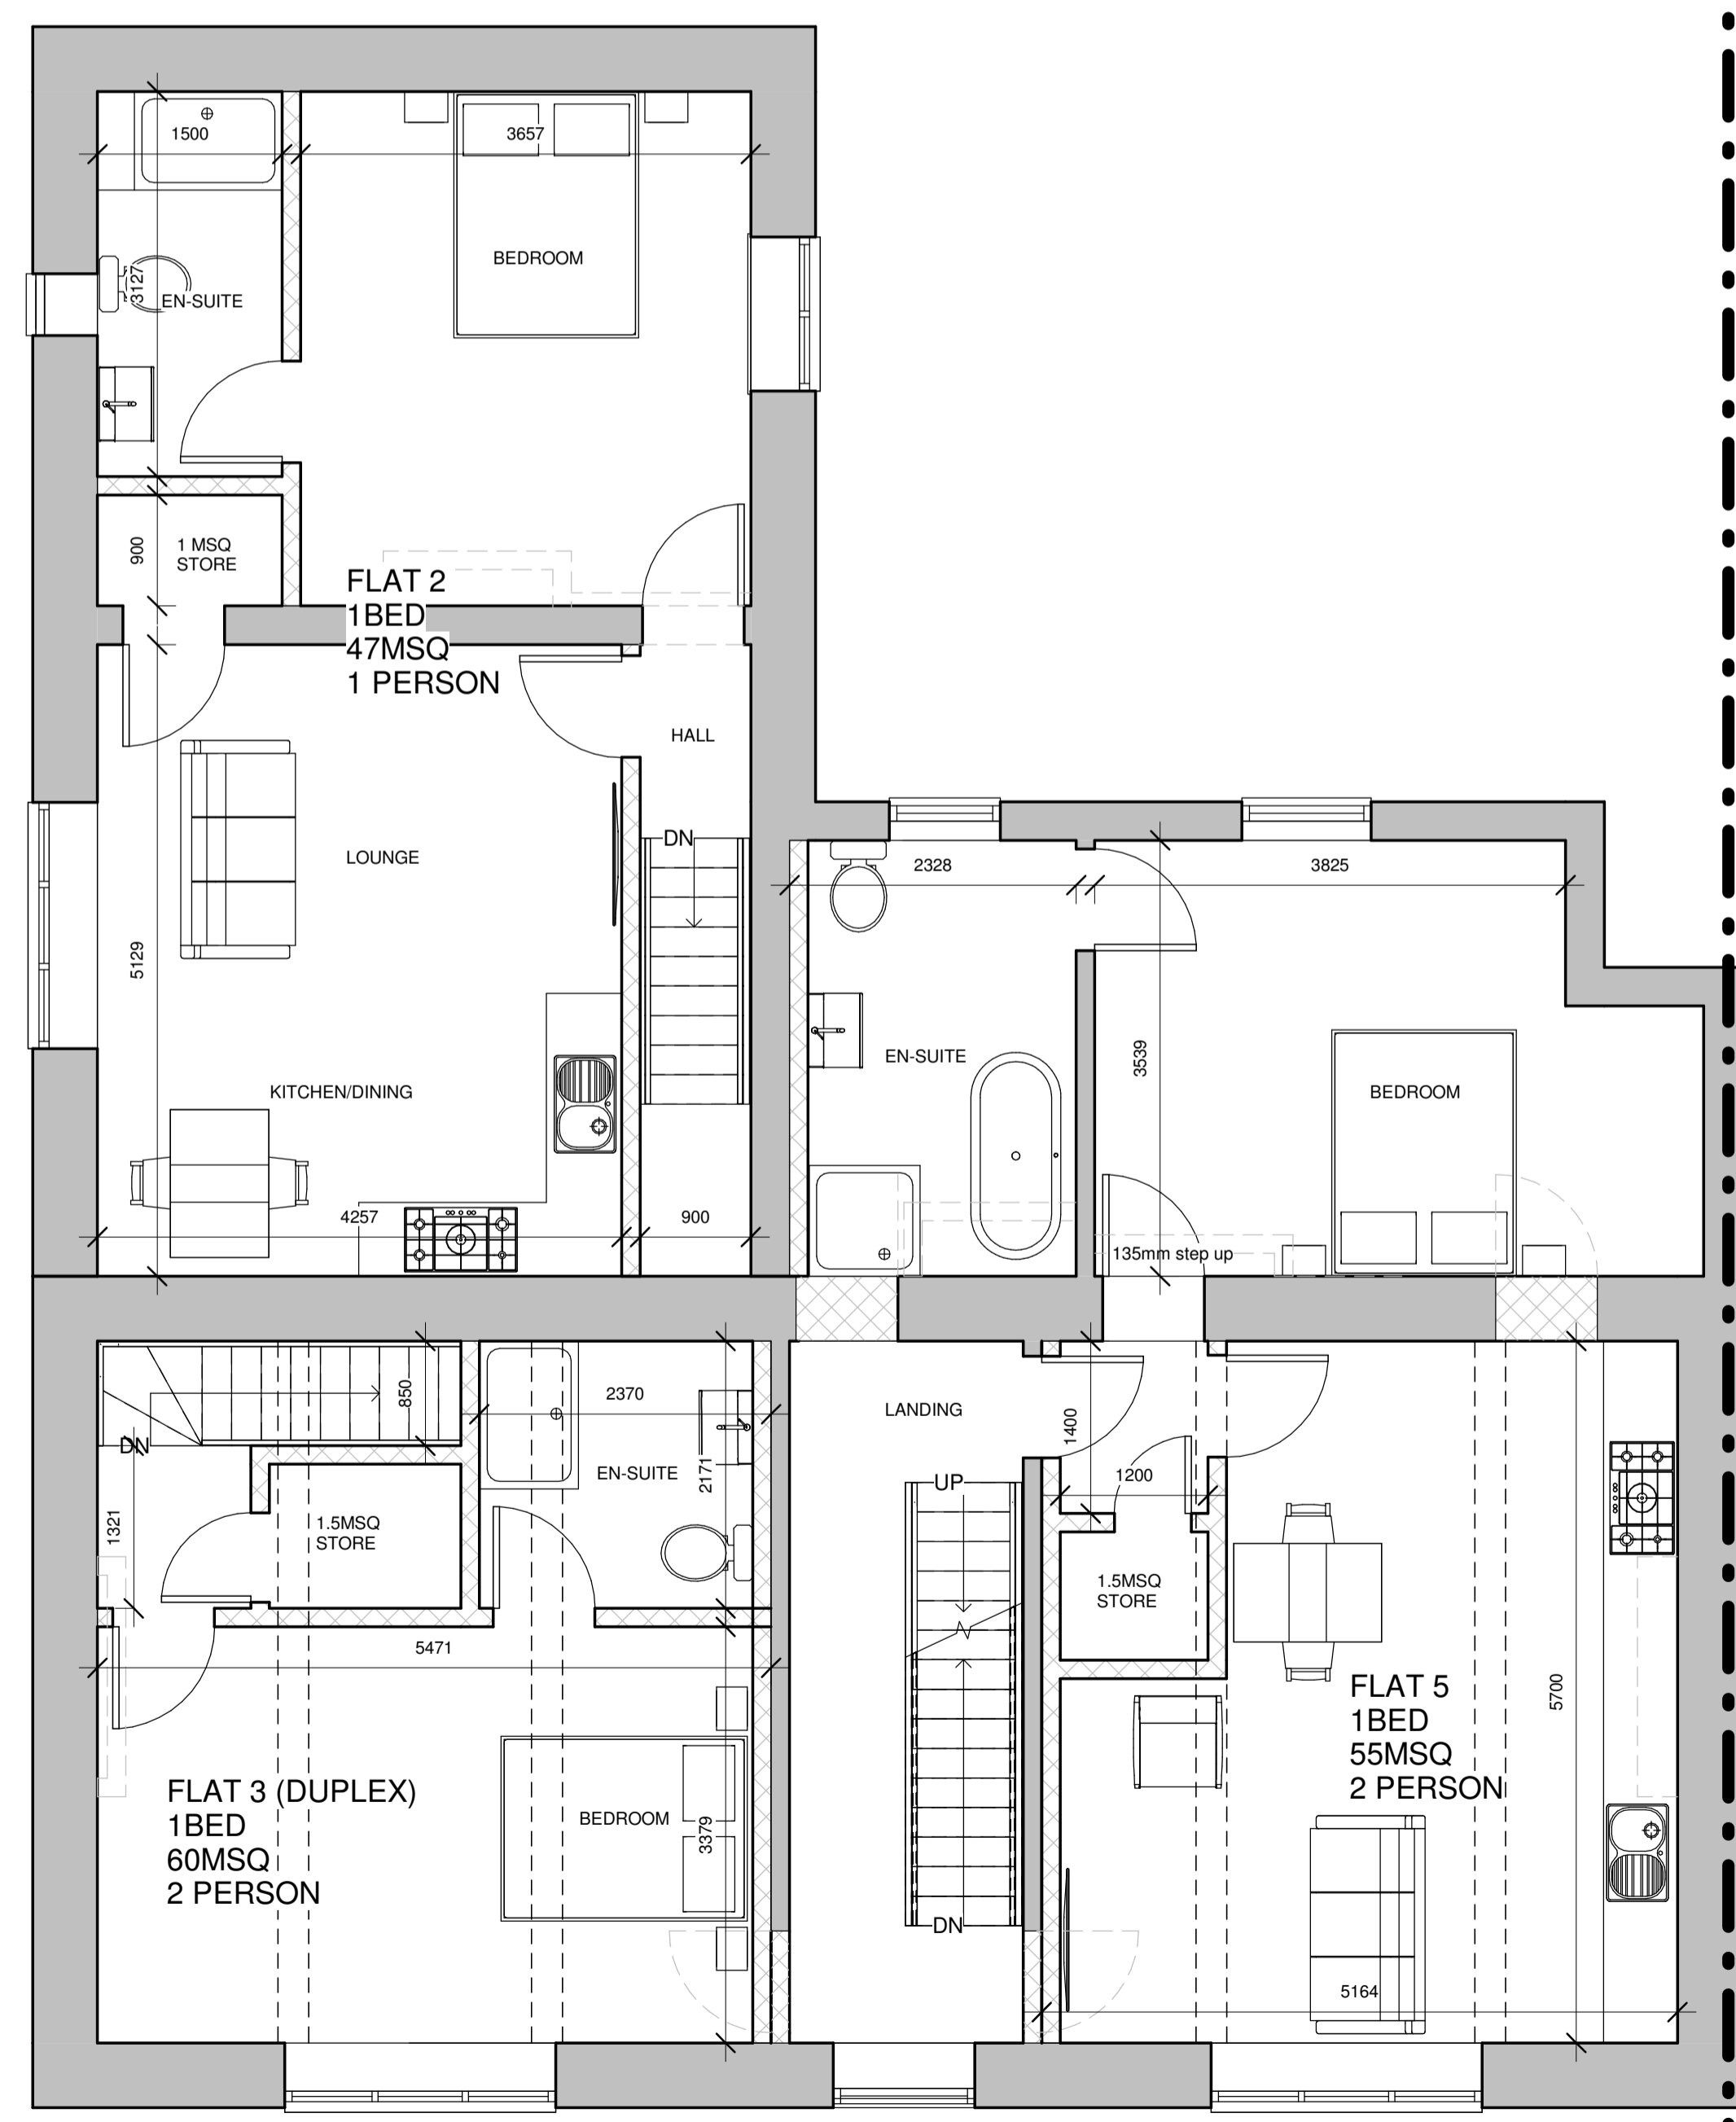 1500
3657
BEDROOM
3127
EN-SUITE
900
1 MSQ
STORE
FLAT 2
1BED
47MSQ
1 PERSON
HALL
DN
LOUNGE
2328
3825
5129
EN-SUITE
3539
BEDROOM
KITCHEN/DINING
4257
900
135mm step up
850
2370
LANDING
1400
DN
EN-SUITE
2171
1200
UP
1321
1.5MSQ
STORE
1.5MSQ
STORE
5471
FLAT 5
1BED
55MSQ
2 PERSON
5700
FLAT 3 (DUPLEX)
1BED
60MSQ
2 PERSON
BEDROOM
3379
DN
5164